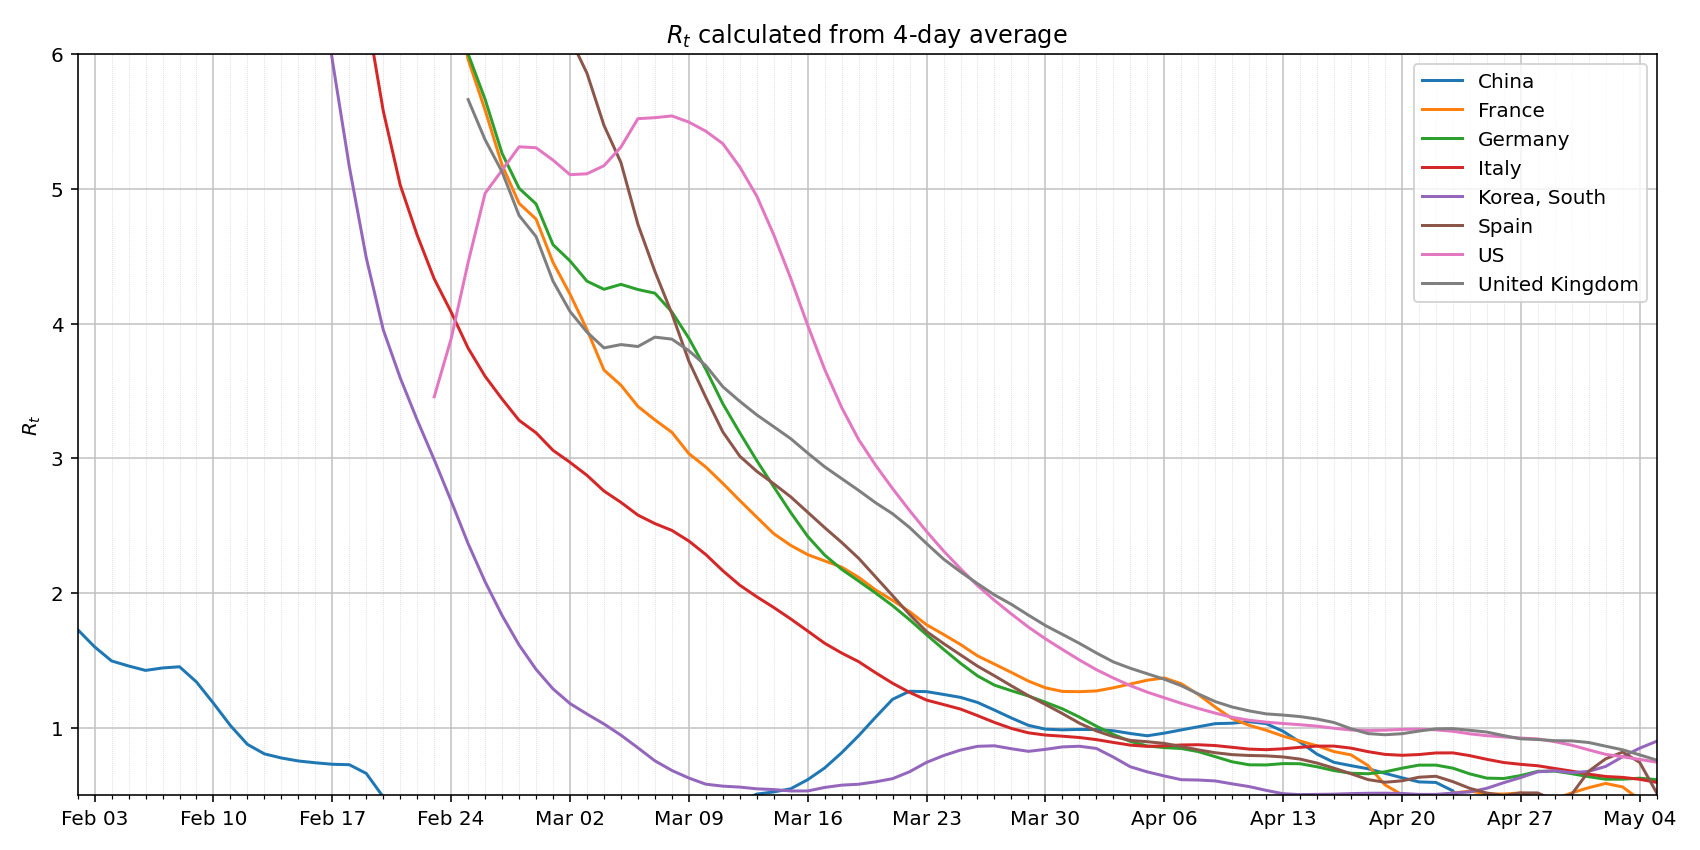 R_t calculated from 4-day average
R_t
6
5
4
3
2
1
China
France
Germany
Italy
Korea, South
Spain
US
United Kingdom
Feb 03 Feb 10 Feb 17 Feb 24 Mar 02 Mar 09 Mar 16 Mar 23 Mar 30 Apr 06 Apr 13 Apr 20 Apr 27 May 04